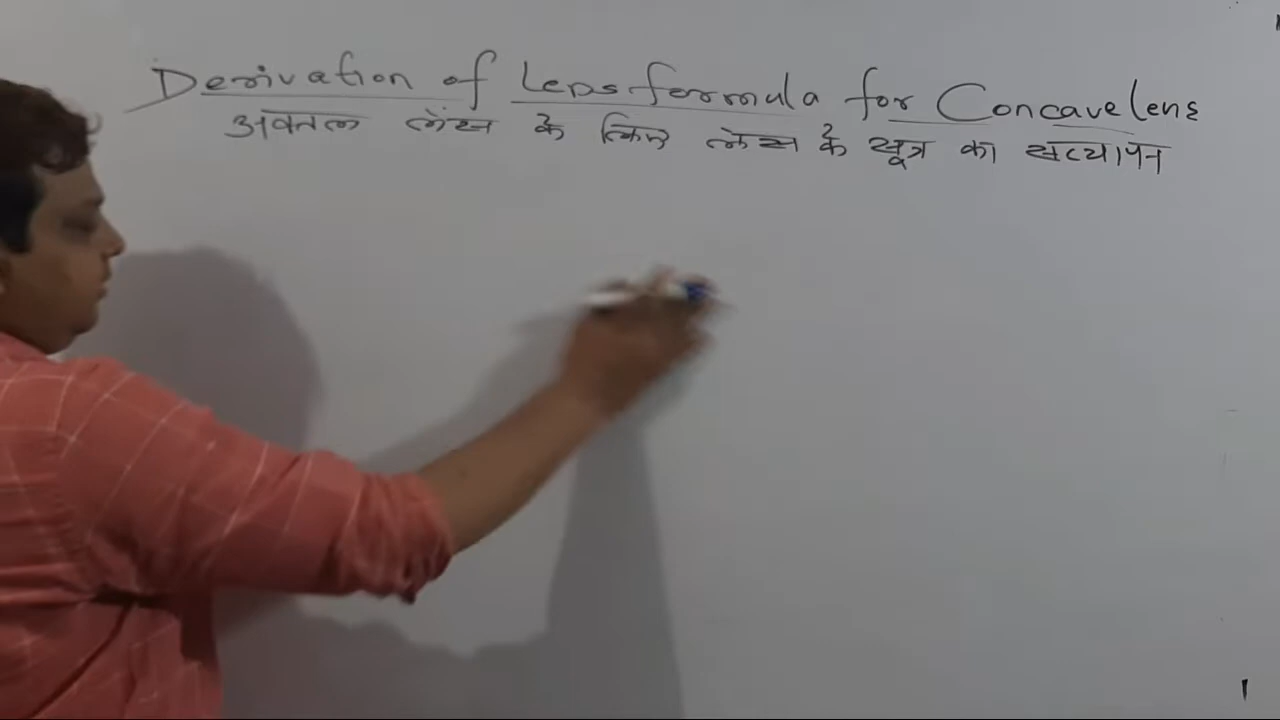 Derivation of Lens formula for Concave lens
अवतल लेंस के लिए लेंस के सूत्र का सत्यापन